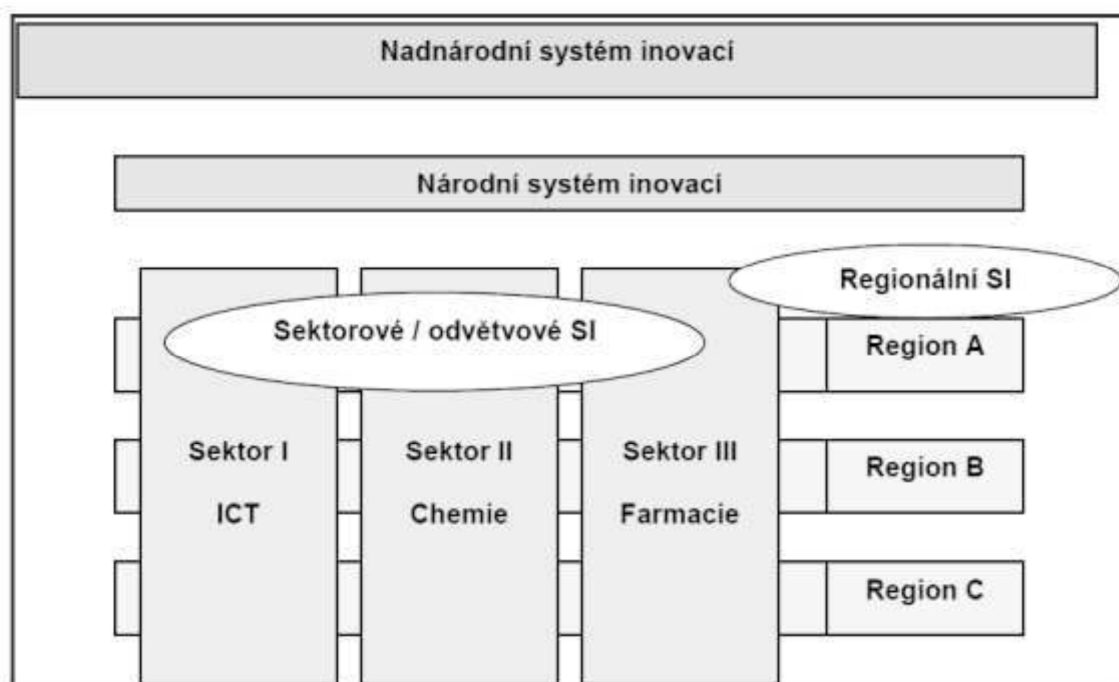 Nadnárodní systém inovací
Národní systém inovací
Regionální SI
Sektorové / odvětvové SI
Region A
Sektor I
Sektor II
Sektor III
Region B
ICT
Chemie
Farmacie
Region C